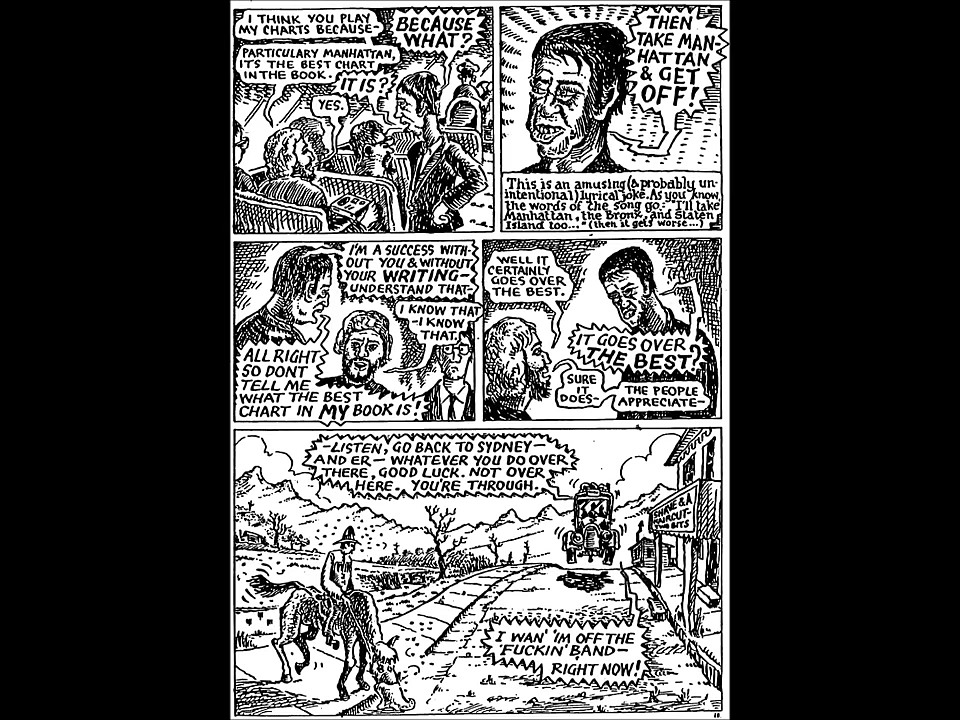 I THINK YOU PLAY
MY CHARTS BECAUSE-
BECAUSE
WHAT?
PARTICULARY MANHATTAN,
ITS THE BEST CHART
IN THE BOOK.
IT IS?
YES.
THEN
TAKE MAN-
HATTAN
& GET
OFF!
This is an amusing (& probably un-
intentional) lyrical joke. As you know,
the words of the song go: "I'll take
Manhattan, the Bronx, and Staten
Island too..." (then it gets worse...)
I'M A SUCCESS WITH-
OUT YOU & WITHOUT
YOUR WRITING-
UNDERSTAND THAT-
I KNOW THAT
-I KNOW
THAT.
ALL RIGHT
SO DONT
TELL ME
WHAT THE BEST
CHART IN MY BOOK IS!
WELL IT
CERTAINLY
GOES OVER
THE BEST.
IT GOES OVER
THE BEST?
SURE
IT
DOES-
THE PEOPLE
APPRECIATE-
-LISTEN, GO BACK TO SYDNEY-
AND ER- WHATEVER YOU DO OVER
THERE, GOOD LUCK. NOT OVER
HERE. YOU'RE THROUGH.
SHAVE & A
HAIRCUT-
TWO BITS
I WAN' 'IM OFF THE
'FUCKIN' BAND-
RIGHT NOW!